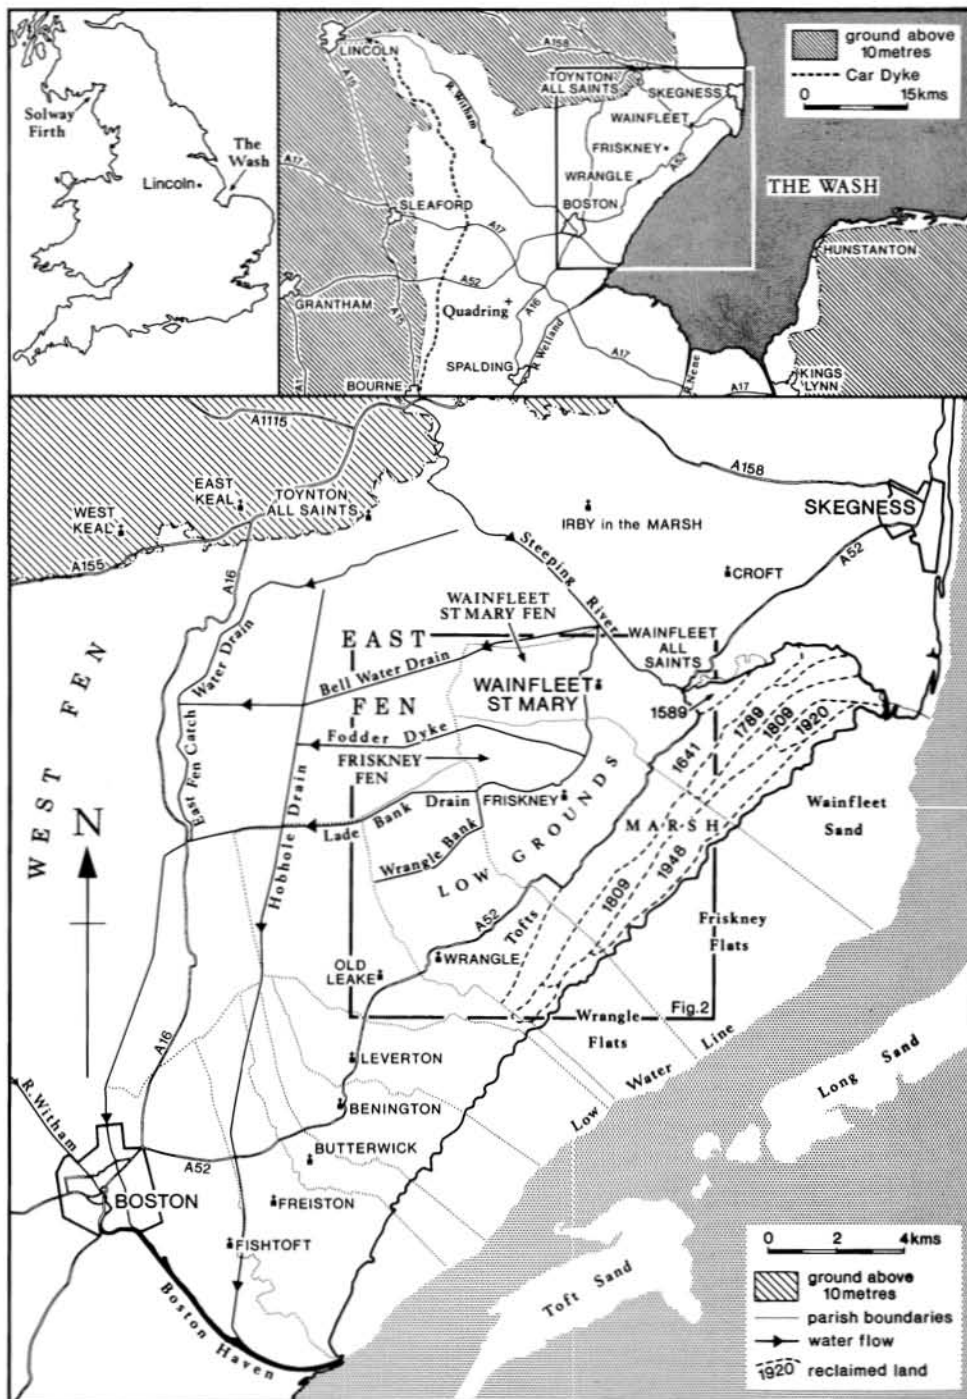 Solway
Firth
The
Wash
Lincoln
LINCOLN
A15
R. Witham
A158
TOYNTON
ALL SAINTS
SKEGNESS
WAINFLEET
FRISKNEY
A52
WRANGLE
BOSTON
A17
SLEAFORD
A17
A52
GRANTHAM
A15
Quadring
A16
R. Welland
SPALDING
BOURNE
A1
A17
R. Nene
A17
THE WASH
HUNSTANTON
KINGS
LYNN
ground above
10metres
Car Dyke
0 15kms
A1115
A158
EAST
KEAL
TOYNTON
ALL SAINTS
WEST
KEAL
A155
A16
IRBY in the MARSH
SKEGNESS
A52
CROFT
Steeping River
WAINFLEET
ST MARY FEN
WAINFLEET
ALL
SAINTS
EAST
FEN
WEST FEN
Water Drain
Bell Water Drain
WAINFLEET
ST MARY
1589
1641
1789
1809
1920
East Fen Catch
Fodder Dyke
FRISKNEY
FEN
Hobhole Drain
Lade Bank Drain
FRISKNEY
Wrangle Bank
LOW GROUNDS
MARSH
1809
1948
Wainfleet
Sand
N
A52
Tofts
Friskney
Flats
WRANGLE
OLD
LEAKE
Fig.2
Wrangle
Flats
Low Water Line
Long Sand
A16
LEVERTON
BENINGTON
BUTTERWICK
R. Witham
A52
BOSTON
FREISTON
FISHTOFT
Boston Haven
Toft Sand
0 2 4kms
ground above
10metres
parish boundaries
water flow
1920 reclaimed land